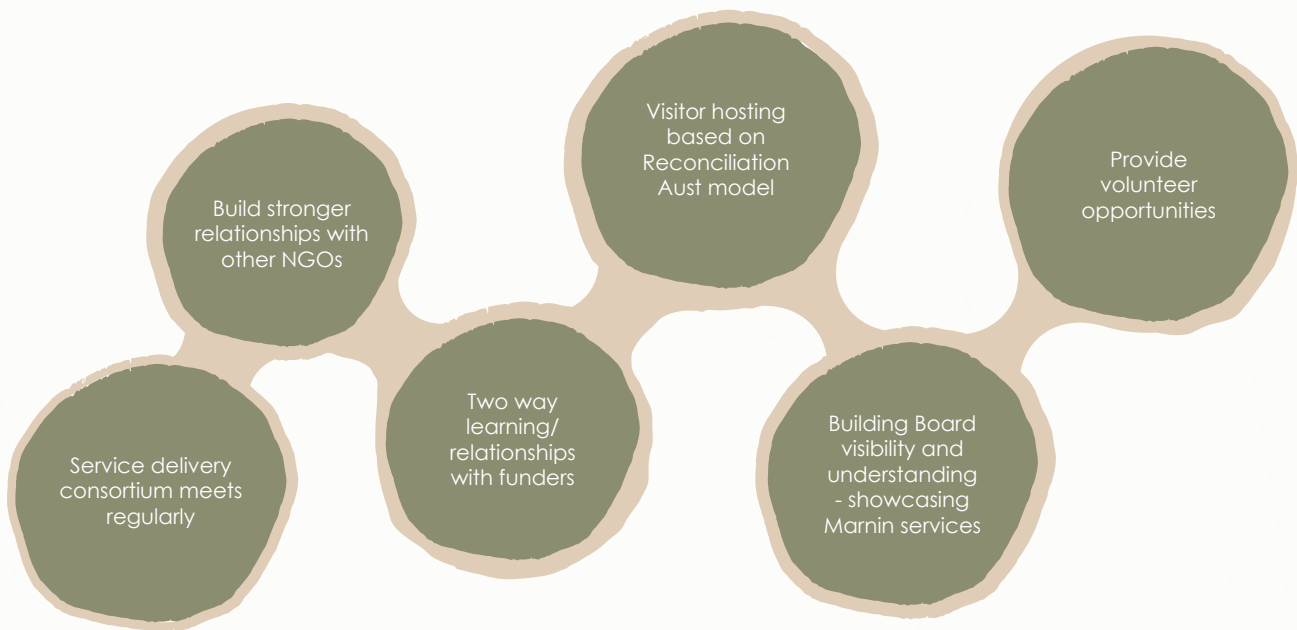 Service delivery
consortium meets
regularly
Build stronger
relationships with
other NGOs
Two way
learning/
relationships
with funders
Visitor hosting
based on
Reconciliation
Aust model
Building Board
visibility and
understanding
- showcasing
Marnin services
Provide
volunteer
opportunities